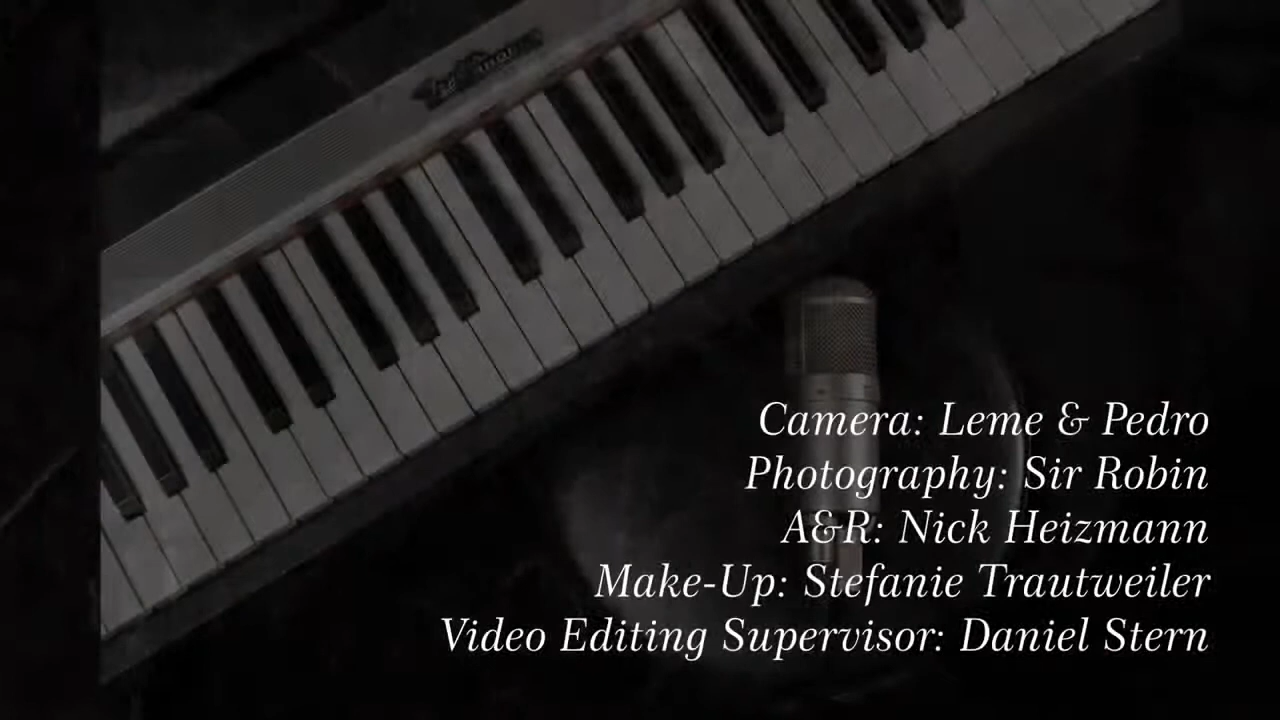 Camera: Leme & Pedro
Photography: Sir Robin
A&R: Nick Heizmann
Make-Up: Stefanie Trautweiler
Video Editing Supervisor: Daniel Stern